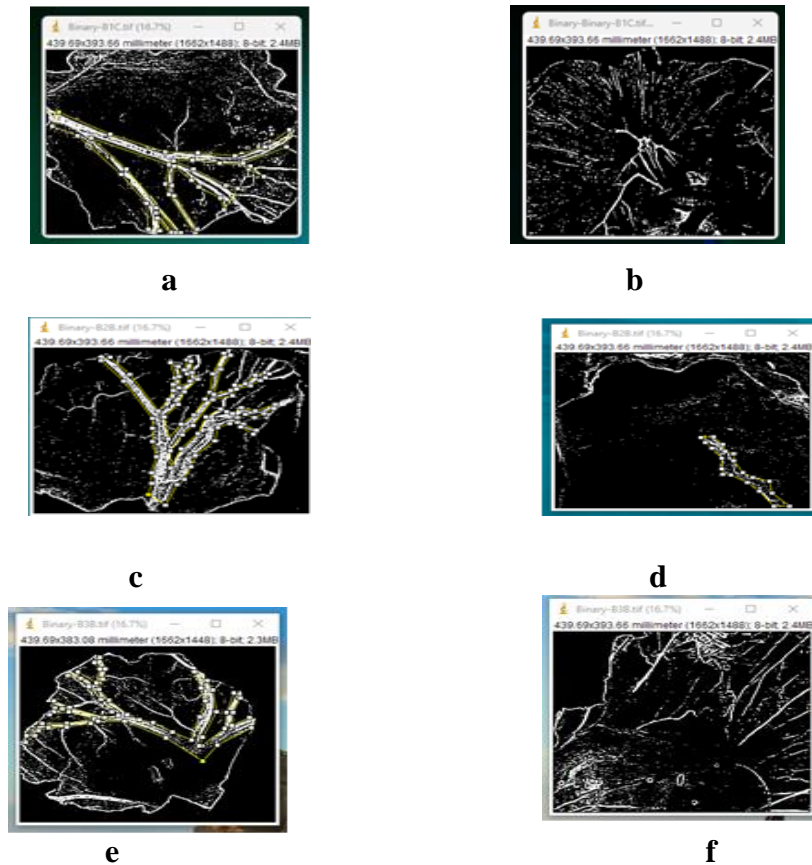 Binary-B1C.tif (16.7%)
439.69x393.66 millimeter (1662x1488); 8-bit; 2.4MB
Binary-Binary-B1C.tif...
439.69x393.66 millimeter (1662x1488); 8-bit; 2.4MB
a
b
Binary-B2B.tif (16.7%)
439.69x393.66 millimeter (1662x1488); 8-bit; 2.4MB
Binary-B2B.tif (16.7%)
439.69x393.66 millimeter (1662x1488); 8-bit; 2.4M
c
d
Binary-B3B.tif (16.7%)
439.69x383.08 millimeter (1662x1448); 8-bit; 2.3MB
Binary-B3B.tif (16.7%)
439.69x393.66 millimeter (1662x1488); 8-bit; 2.4M
e
f